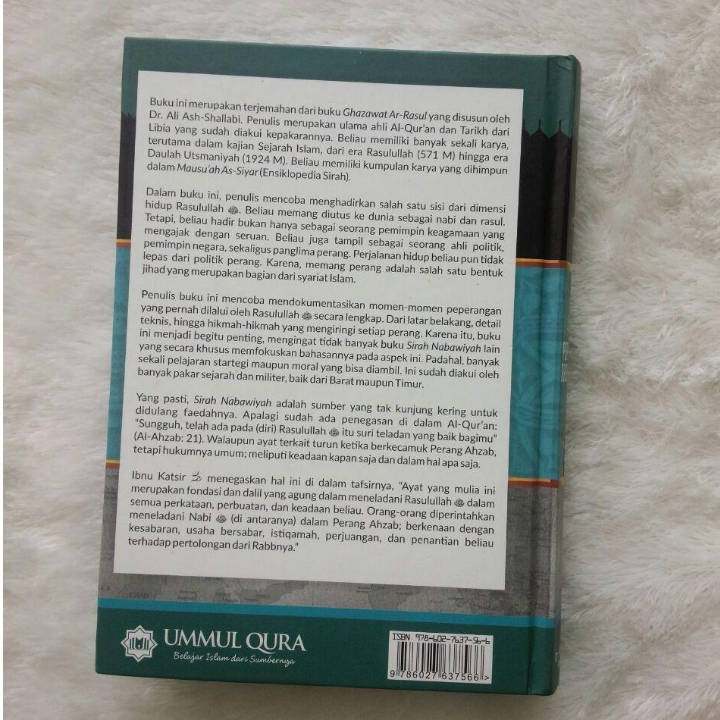 Buku ini merupakan terjemahan dari buku Ghazawat Ar-Rasul yang disusun oleh
Dr. Ali Ash-Shallabi. Penulis merupakan ulama ahli Al-Qur'an dan Tarikh dari
Libia yang sudah diakui kepakarannya. Beliau memiliki banyak sekali karya,
terutama dalam kajian Sejarah Islam, dari era Rasulullah (571 M) hingga era
Daulah Utsmaniyah (1924 M). Beliau memiliki kumpulan karya yang dihimpun
dalam Mausu'ah As-Siyar (Ensiklopedia Sirah).
Dalam buku ini, penulis mencoba menghadirkan salah satu sisi dari dimensi
hidup Rasulullah ﷺ. Beliau memang diutus ke dunia sebagai nabi dan rasul.
Tetapi, beliau hadir bukan hanya sebagai seorang pemimpin keagamaan yang
mengajak dengan seruan. Beliau juga tampil sebagai seorang ahli politik,
pemimpin negara, sekaligus panglima perang. Perjalanan hidup beliau pun tidak
lepas dari politik perang. Karena, memang perang adalah salah satu bentuk
jihad yang merupakan bagian dari syariat Islam.
Penulis buku ini mencoba mendokumentasikan momen-momen peperangan
yang pernah dilalui oleh Rasulullah ﷺ secara lengkap. Dari latar belakang, detail
teknis, hingga hikmah-hikmah yang mengiringi setiap perang. Karena itu, buku
ini menjadi begitu penting, mengingat tidak banyak buku Sirah Nabawiyah lain
yang secara khusus memfokuskan bahasannya pada aspek ini. Padahal, banyak
sekali pelajaran startegi maupun moral yang bisa diambil. Ini sudah diakui oleh
banyak pakar sejarah dan militer, baik dari Barat maupun Timur.
Yang pasti, Sirah Nabawiyah adalah sumber yang tak kunjung kering untuk
didulang faedahnya. Apalagi sudah ada penegasan di dalam Al-Qur'an:
"Sungguh, telah ada pada (diri) Rasulullah ﷺ itu suri teladan yang baik bagimu"
(Al-Ahzab: 21). Walaupun ayat terkait turun ketika berkecamuk Perang Ahzab,
tetapi hukumnya umum; meliputi keadaan kapan saja dan dalam hal apa saja.
Ibnu Katsir menegaskan hal ini di dalam tafsirnya, "Ayat yang mulia ini
merupakan fondasi dan dalil yang agung dalam meneladani Rasulullah ﷺ dalam
semua perkataan, perbuatan, dan keadaan beliau. Orang-orang diperintahkan
meneladani Nabi ﷺ (di antaranya) dalam Perang Ahzab; berkenaan dengan
kesabaran, usaha bersabar, istiqamah, perjuangan, dan penantian beliau
terhadap pertolongan dari Rabbnya."
UMMUL QURA
Belajar Islam dari Sumbernya
ISBN 978-602-7637-56-6
9 786027 637566 >